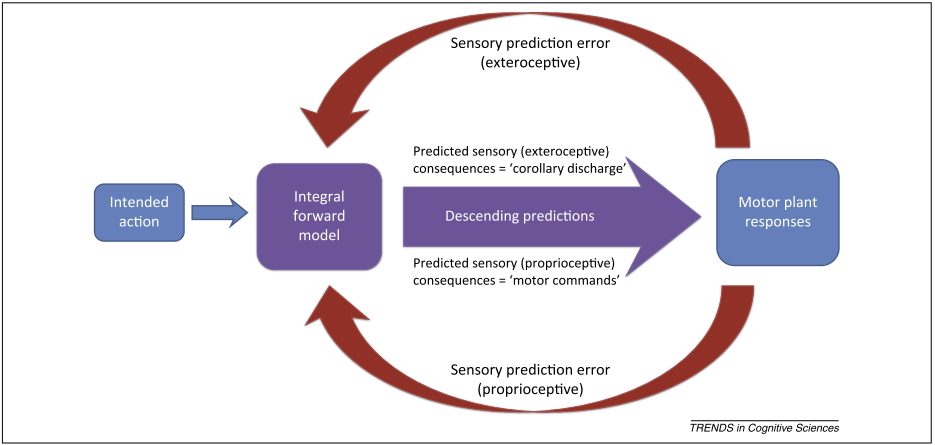 Sensory prediction error
(exteroceptive)
Predicted sensory (exteroceptive)
consequences = ‘corollary discharge’
Intended
action
Integral
forward
model
Descending predictions
Motor plant
responses
Predicted sensory (proprioceptive)
consequences = ‘motor commands’
Sensory prediction error
(proprioceptive)
TRENDS in Cognitive Sciences